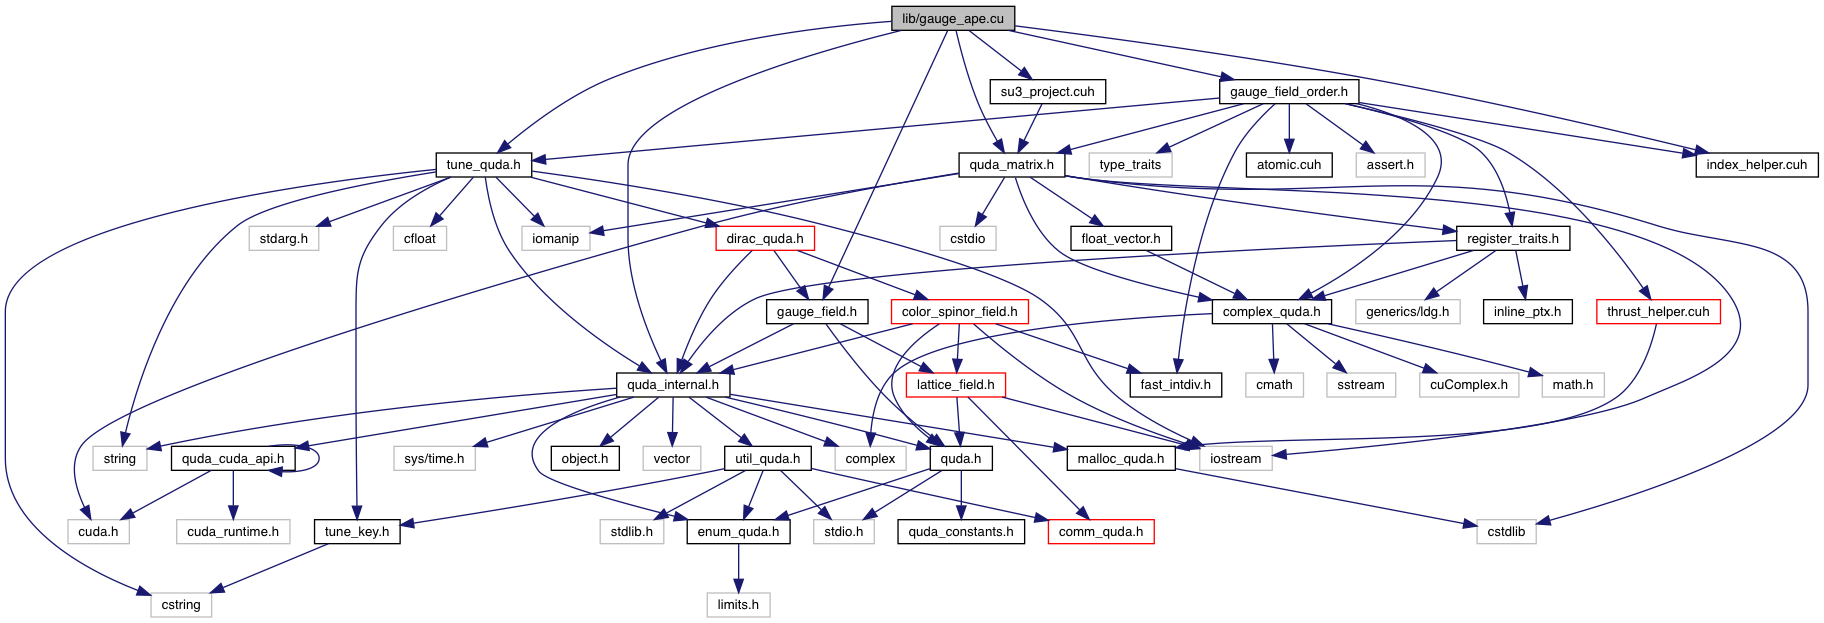 lib/gauge_ape.cu
su3_project.cuh
gauge_field_order.h
tune_quda.h
quda_matrix.h
type_traits
atomic.cuh
assert.h
index_helper.cuh
stdarg.h
cfloat
iomanip
dirac_quda.h
cstdio
float_vector.h
register_traits.h
gauge_field.h
color_spinor_field.h
complex_quda.h
generics/ldg.h
inline_ptx.h
thrust_helper.cuh
quda_internal.h
lattice_field.h
fast_intdiv.h
cmath
sstream
cuComplex.h
math.h
string
quda_cuda_api.h
sys/time.h
object.h
vector
util_quda.h
complex
quda.h
malloc_quda.h
iostream
cuda.h
cuda_runtime.h
tune_key.h
stdlib.h
enum_quda.h
stdio.h
quda_constants.h
comm_quda.h
cstdlib
cstring
limits.h